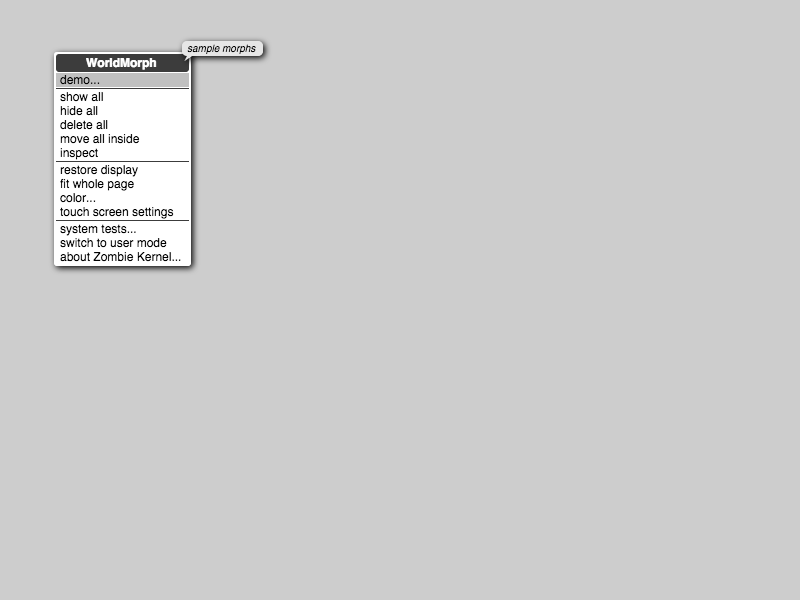 sample morphs
WorldMorph
demo...
show all
hide all
delete all
move all inside
inspect
restore display
fit whole page
color...
touch screen settings
system tests...
switch to user mode
about Zombie Kernel...